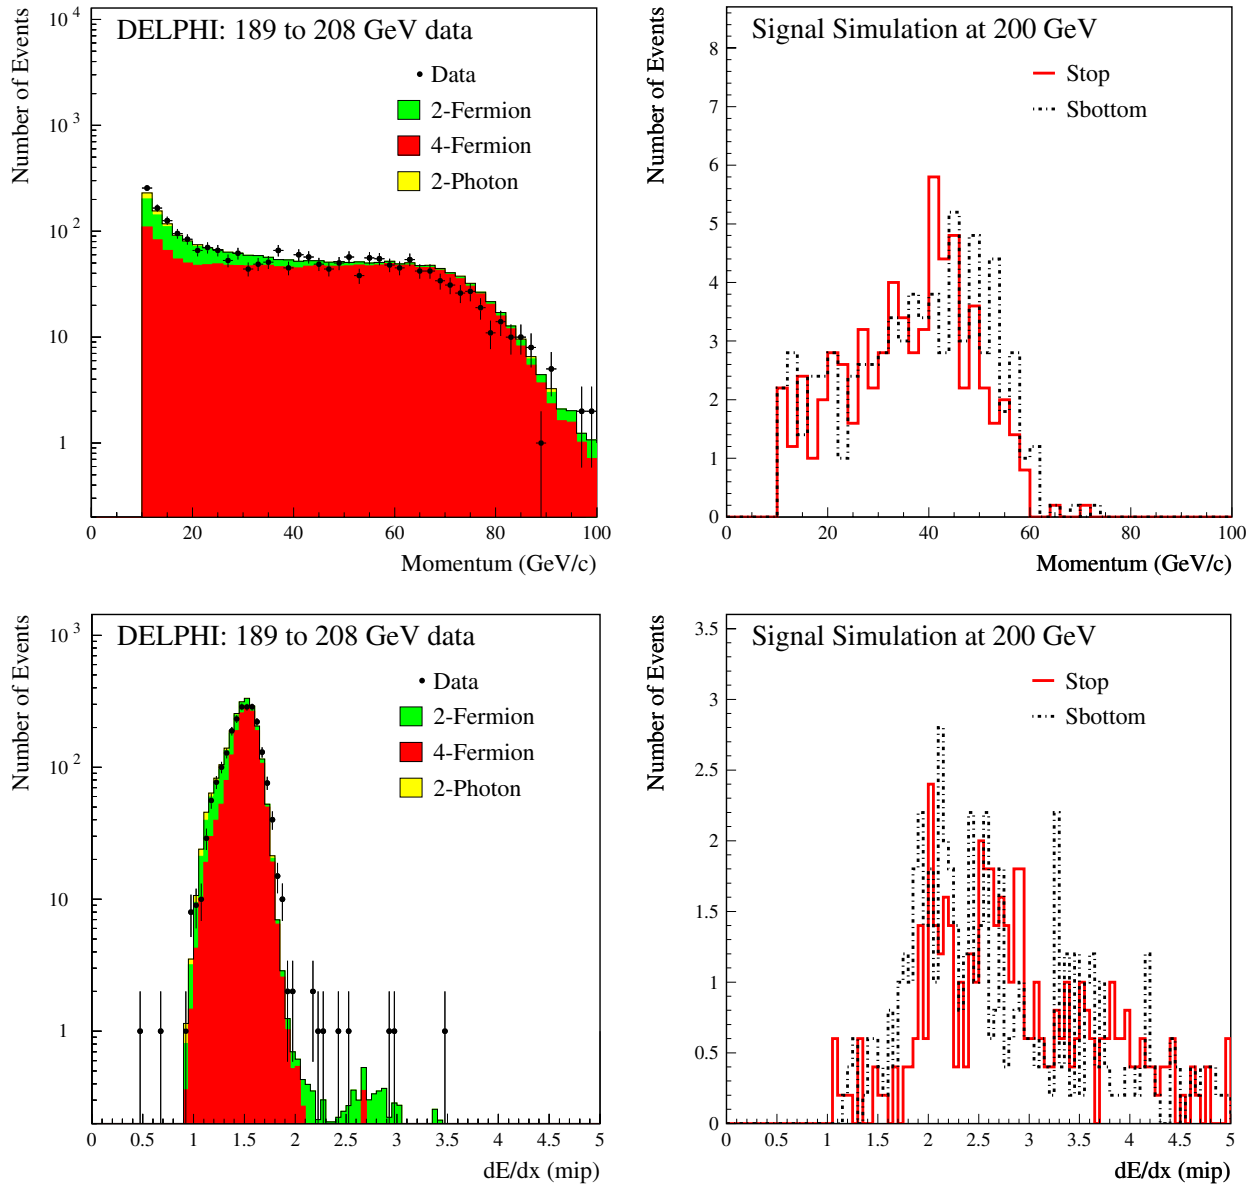 DELPHI: 189 to 208 GeV data
Number of Events
Data
2-Fermion
4-Fermion
2-Photon
10^4
10^3
10^2
10
1
0 20 40 60 80 100
Momentum (GeV/c)
Signal Simulation at 200 GeV
Number of Events
Stop
Sbottom
8
7
6
5
4
3
2
1
0
0 20 40 60 80 100
Momentum (GeV/c)
DELPHI: 189 to 208 GeV data
Number of Events
Data
2-Fermion
4-Fermion
2-Photon
10^3
10^2
10
1
0 0.5 1 1.5 2 2.5 3 3.5 4 4.5 5
dE/dx (mip)
Signal Simulation at 200 GeV
Number of Events
Stop
Sbottom
3.5
3
2.5
2
1.5
1
0.5
0
0 0.5 1 1.5 2 2.5 3 3.5 4 4.5 5
dE/dx (mip)